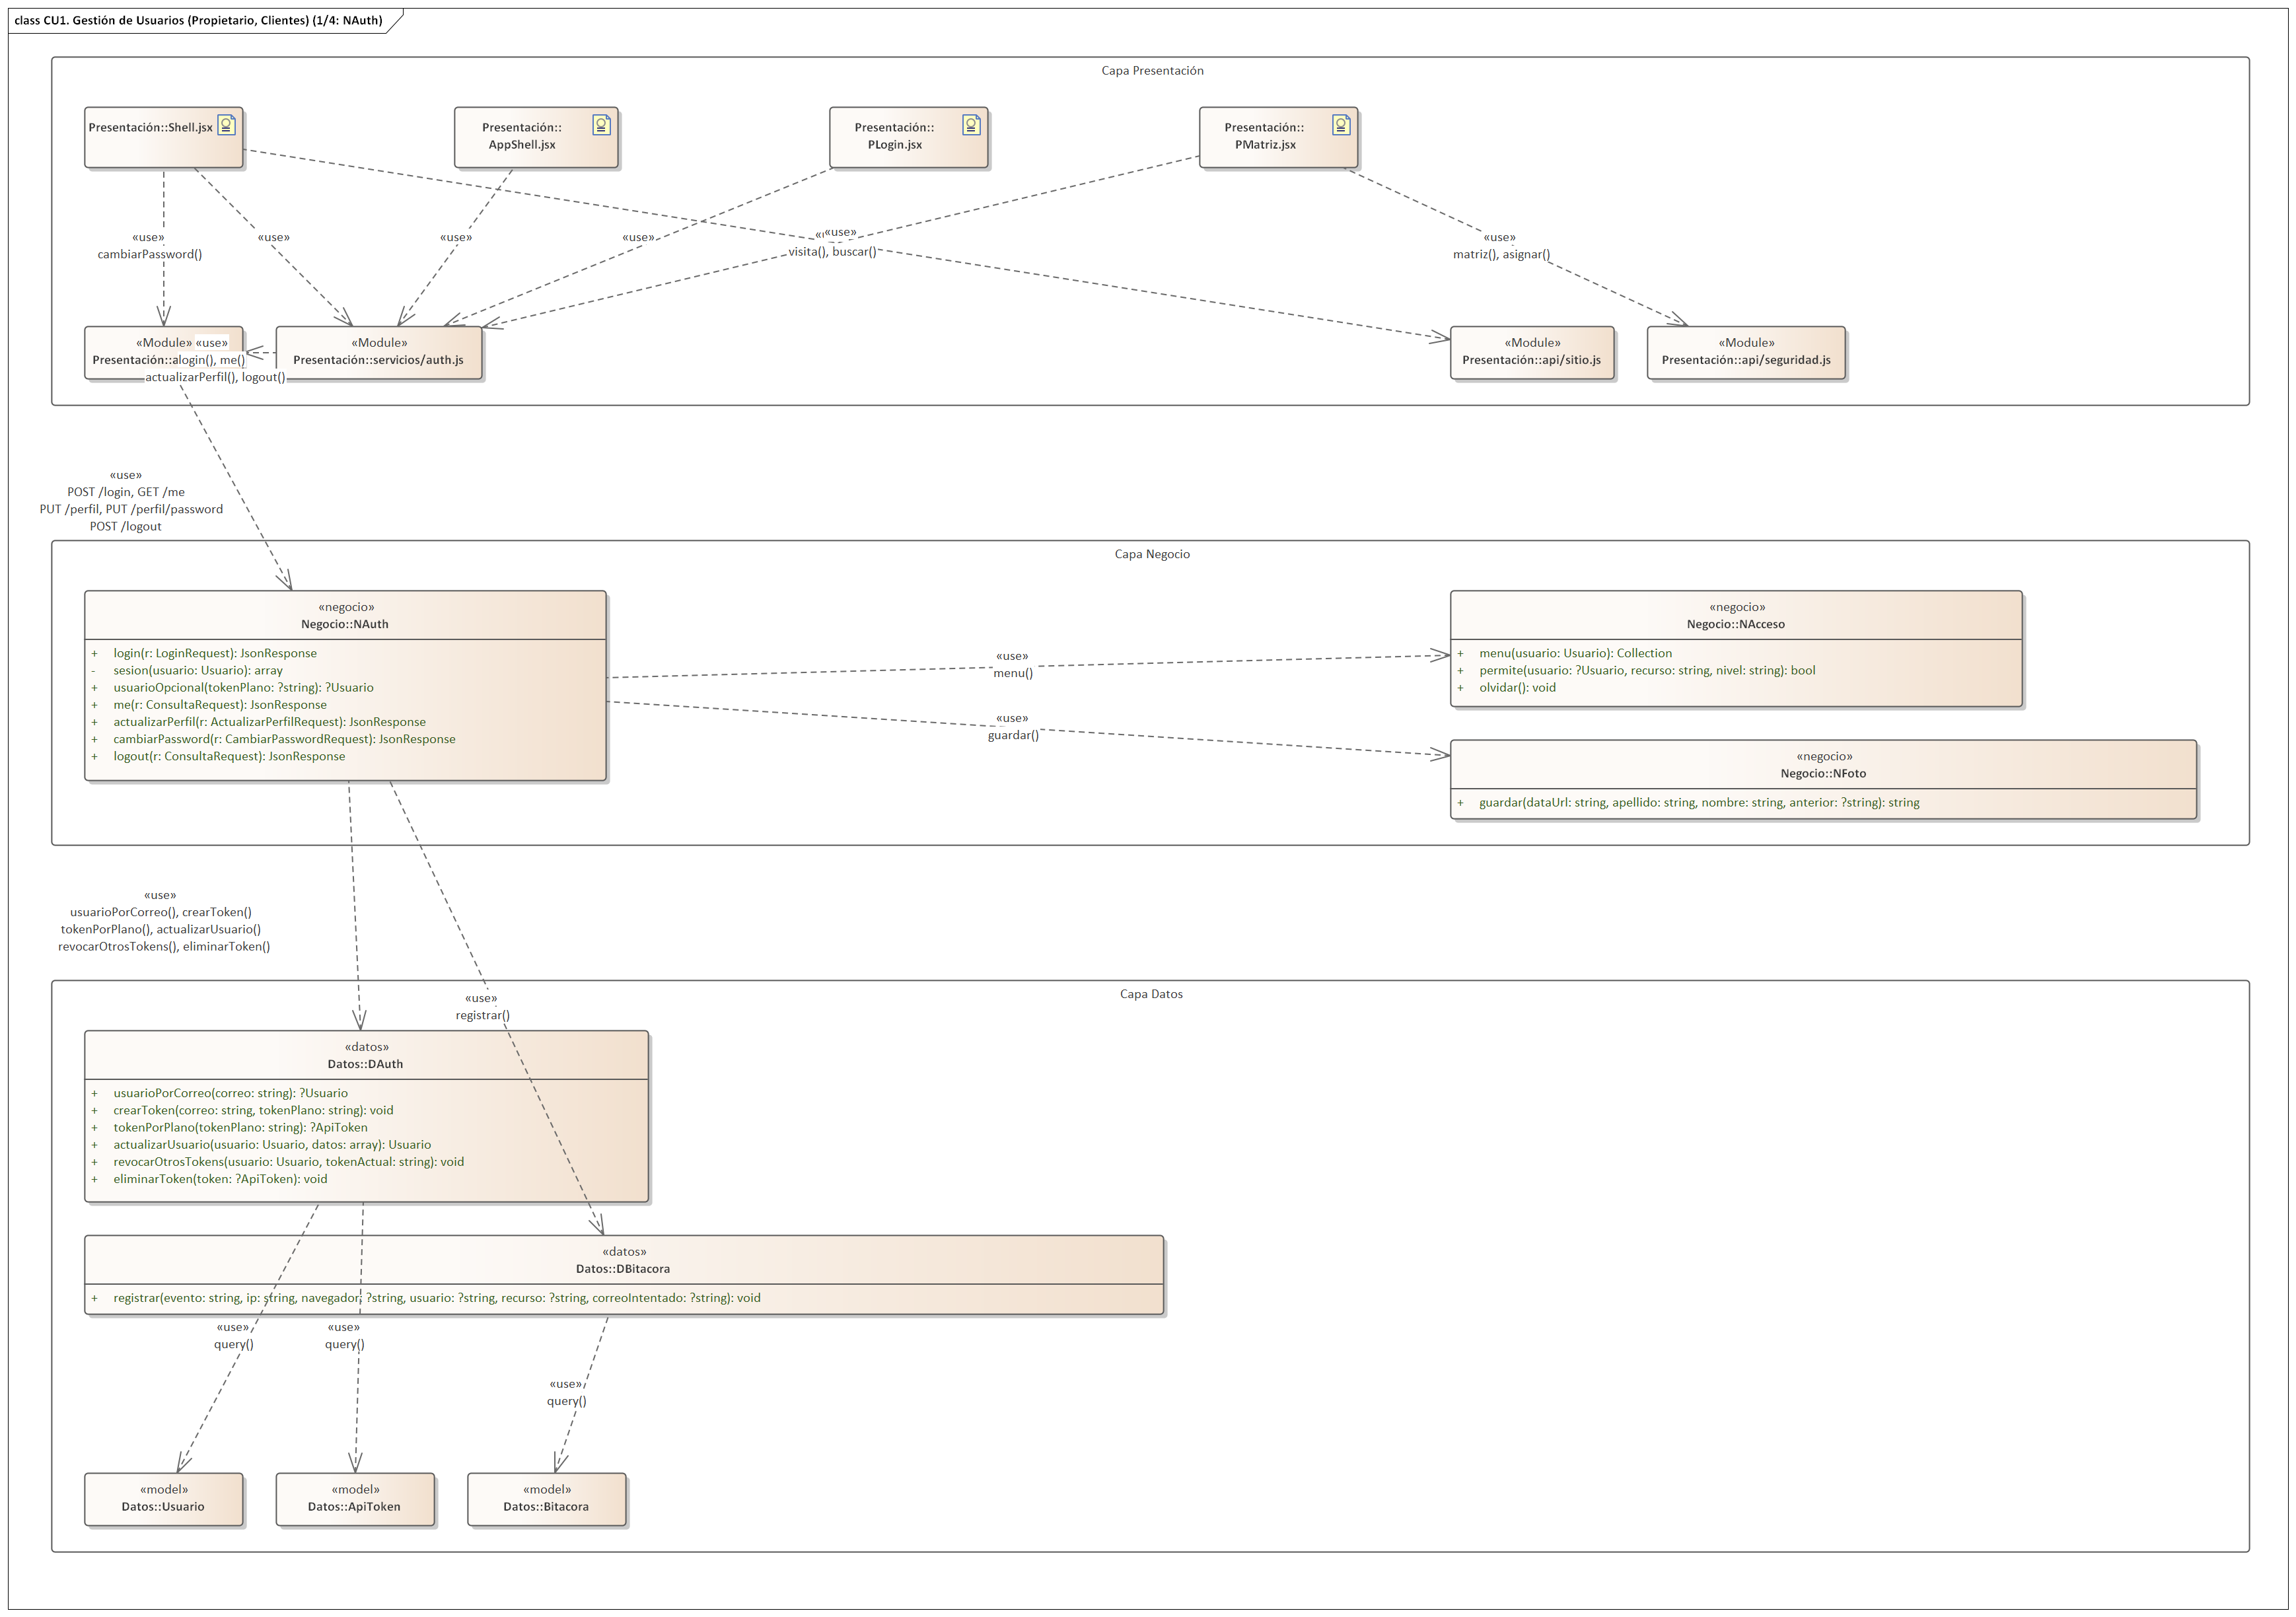 class CU1. Gestión de Usuarios (Propietario, Clientes) (1/4: NAuth)
Capa Presentación
Presentación::Shell.jsx
Presentación::
AppShell.jsx
Presentación::
PLogin.jsx
Presentación::
PMatriz.jsx
«use»
cambiarPassword()
«use»
«use»
«use»
«use»
visita(), buscar()
«use»
matriz(), asignar()
«Module»
Presentación::a
«use»
login(), me()
actualizarPerfil(), logout()
«Module»
Presentación::servicios/auth.js
«Module»
Presentación::api/sitio.js
«Module»
Presentación::api/seguridad.js
«use»
POST /login, GET /me
PUT /perfil, PUT /perfil/password
POST /logout
Capa Negocio
«negocio»
Negocio::NAuth
+ login(r: LoginRequest): JsonResponse
- sesion(usuario: Usuario): array
+ usuarioOpcional(tokenPlano: ?string): ?Usuario
+ me(r: ConsultaRequest): JsonResponse
+ actualizarPerfil(r: ActualizarPerfilRequest): JsonResponse
+ cambiarPassword(r: CambiarPasswordRequest): JsonResponse
+ logout(r: ConsultaRequest): JsonResponse
«use»
menu()
«use»
guardar()
«negocio»
Negocio::NAcceso
+ menu(usuario: Usuario): Collection
+ permite(usuario: ?Usuario, recurso: string, nivel: string): bool
+ olvidar(): void
«negocio»
Negocio::NFoto
+ guardar(dataUrl: string, apellido: string, nombre: string, anterior: ?string): string
«use»
usuarioPorCorreo(), crearToken()
tokenPorPlano(), actualizarUsuario()
revocarOtrosTokens(), eliminarToken()
Capa Datos
«use»
registrar()
«datos»
Datos::DAuth
+ usuarioPorCorreo(correo: string): ?Usuario
+ crearToken(correo: string, tokenPlano: string): void
+ tokenPorPlano(tokenPlano: string): ?ApiToken
+ actualizarUsuario(usuario: Usuario, datos: array): Usuario
+ revocarOtrosTokens(usuario: Usuario, tokenActual: string): void
+ eliminarToken(token: ?ApiToken): void
«datos»
Datos::DBitacora
+ registrar(evento: string, ip: string, navegador: ?string, usuario: ?string, recurso: ?string, correoIntentado: ?string): void
«use»
query()
«use»
query()
«use»
query()
«model»
Datos::Usuario
«model»
Datos::ApiToken
«model»
Datos::Bitacora